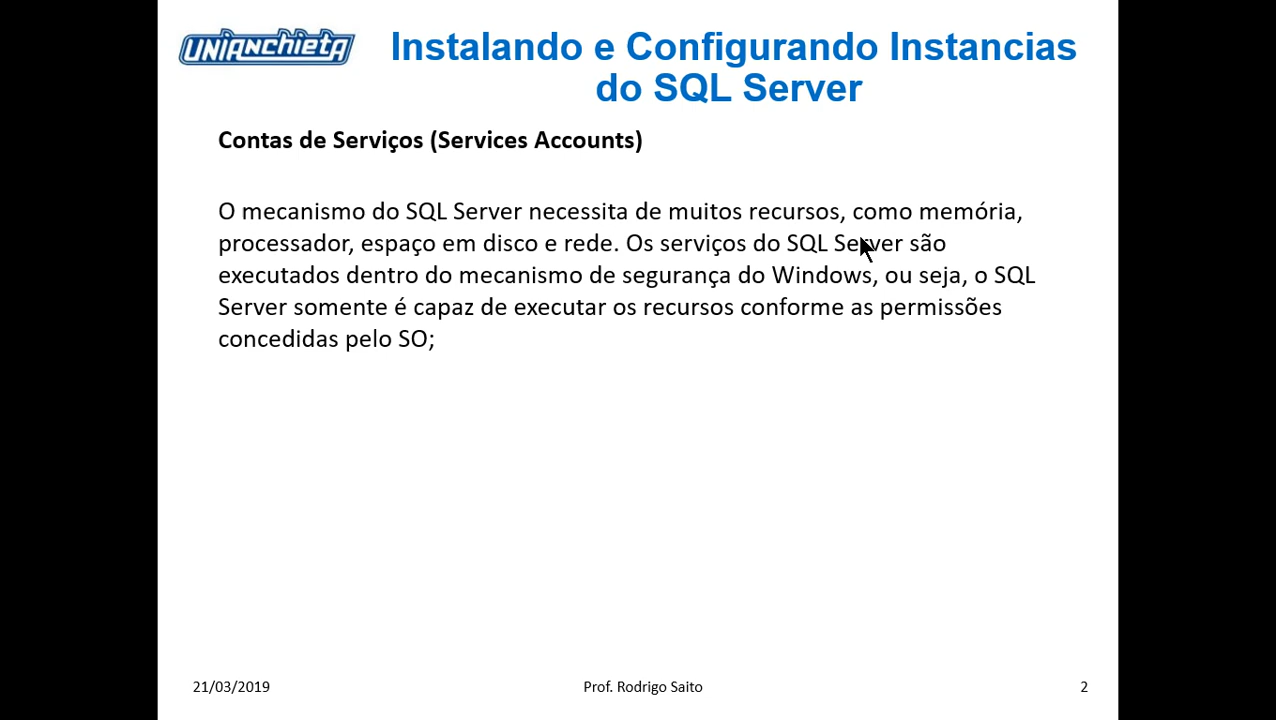 UNIANCHIETA
Instalando e Configurando Instancias
do SQL Server
Contas de Serviços (Services Accounts)
O mecanismo do SQL Server necessita de muitos recursos, como memória,
processador, espaço em disco e rede. Os serviços do SQL Server são
executados dentro do mecanismo de segurança do Windows, ou seja, o SQL
Server somente é capaz de executar os recursos conforme as permissões
concedidas pelo SO;
21/03/2019
Prof. Rodrigo Saito
2